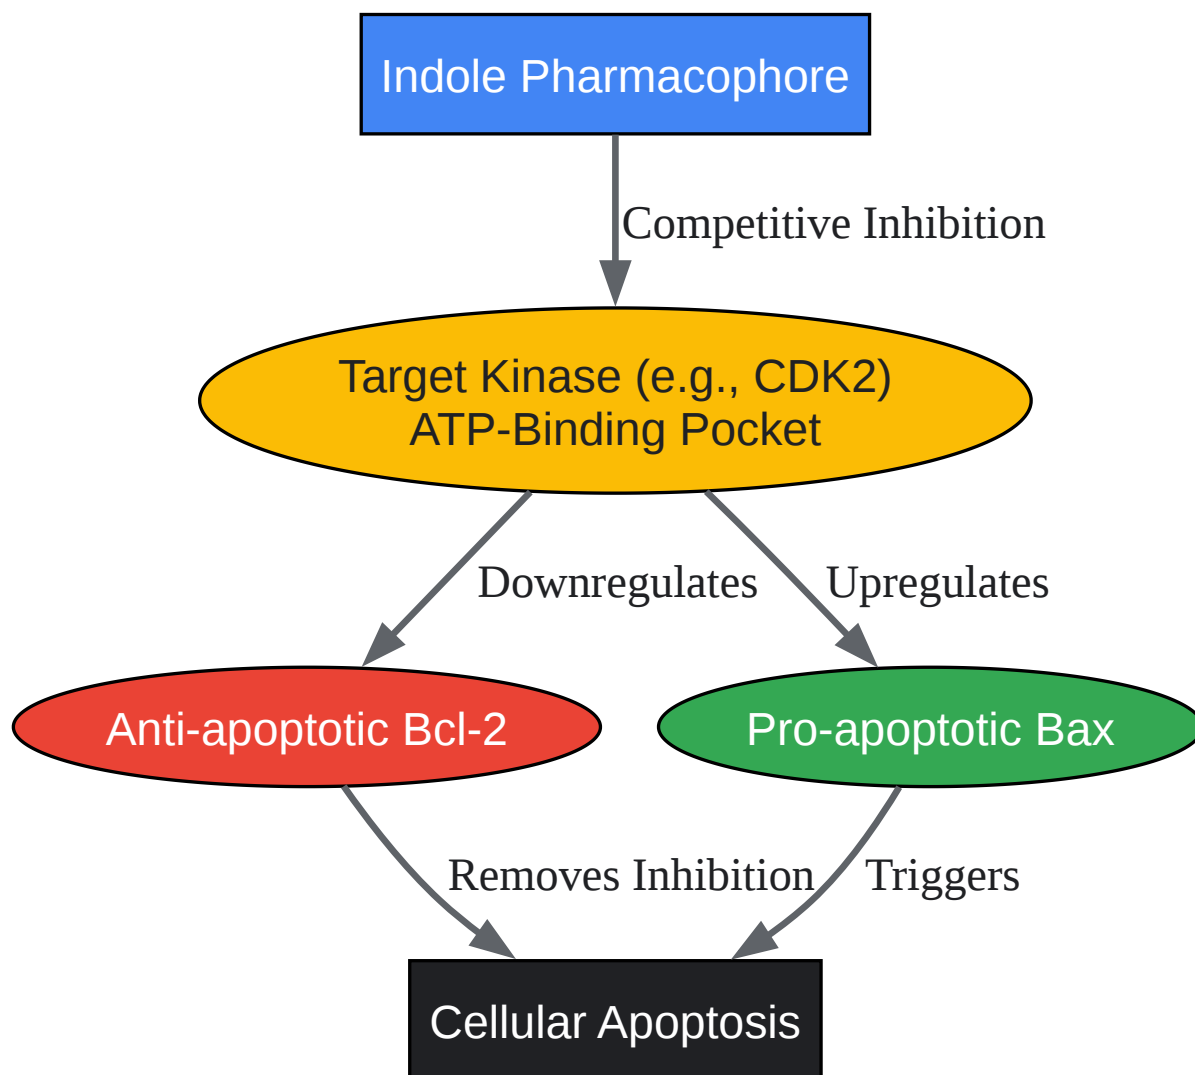 Indole Pharmacophore
Competitive Inhibition
Target Kinase (e.g., CDK2)
ATP-Binding Pocket
Downregulates
Upregulates
Anti-apoptotic Bcl-2
Pro-apoptotic Bax
Removes Inhibition
Triggers
Cellular Apoptosis